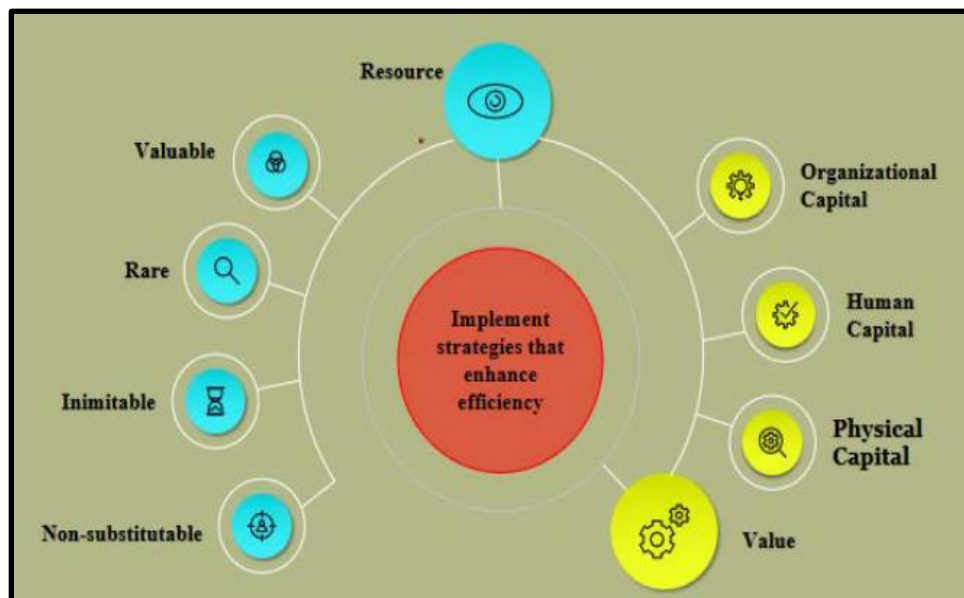 Resource
Valuable
Rare
Inimitable
Non-substitutable
Implement
strategies that
enhance
efficiency
Organizational
Capital
Human
Capital
Physical
Capital
Value